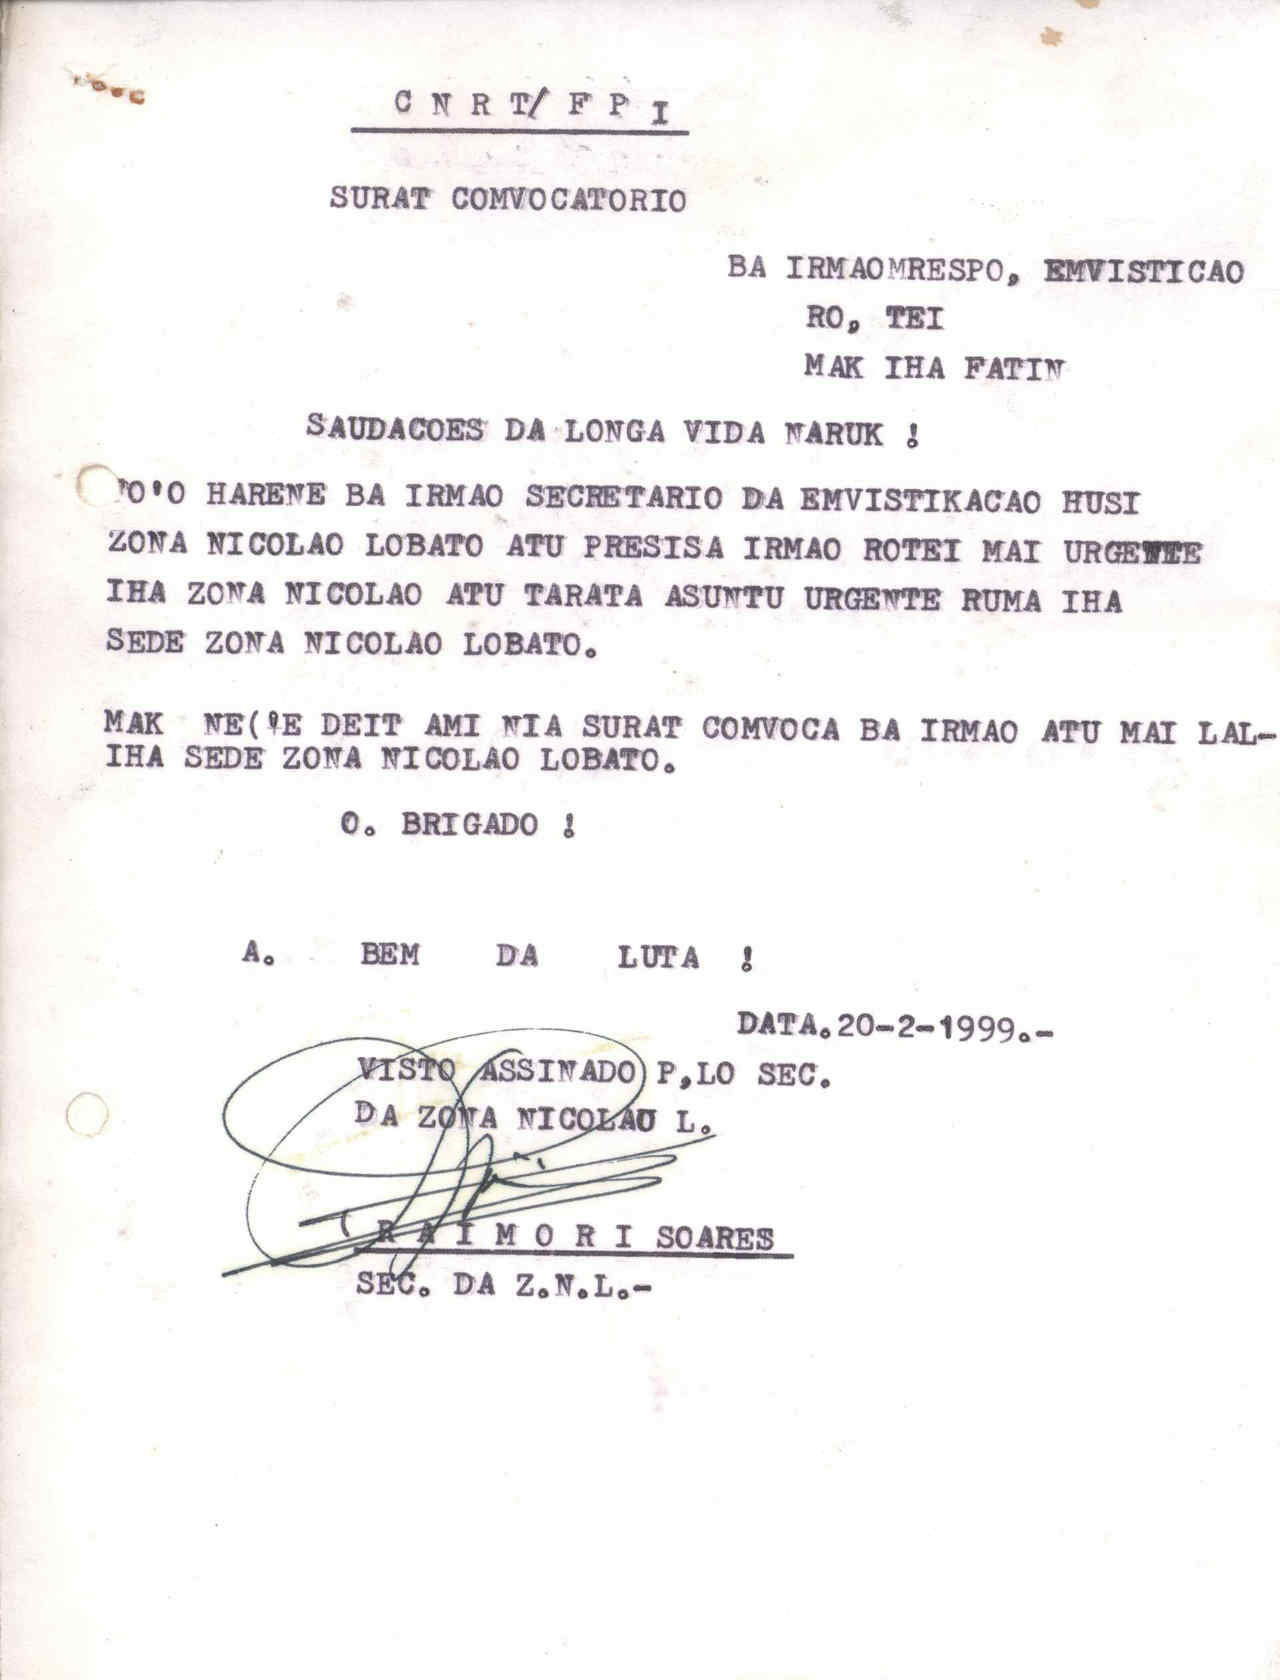 C N R T/ F P I
SURAT COMVOCATORIO
BA IRMAOMRESPO, EMVISTICAO
RO, TEI
MAK IHA FATIN
SAUDACOES DA LONGA VIDA NARUK !
'O'O HARENE BA IRMAO SECRETARIO DA EMVISTIKACAO HUSI
ZONA NICOLAO LOBATO ATU PRESISA IRMAO ROTEI MAI URGENTE
IHA ZONA NICOLAO ATU TARATA ASUNTU URGENTE RUMA IHA
SEDE ZONA NICOLAO LOBATO.
MAK NE('E DEIT AMI NIA SURAT COMVOCA BA IRMAO ATU MAI LAL-
IHA SEDE ZONA NICOLAO LOBATO.
O. BRIGADO !
A. BEM DA LUTA !
DATA.20-2-1999.-
VISTO ASSINADO P,LO SEC.
DA ZONA NICOLAU L.
( R A I M O R I SOARES
SEC. DA Z.N.L.-